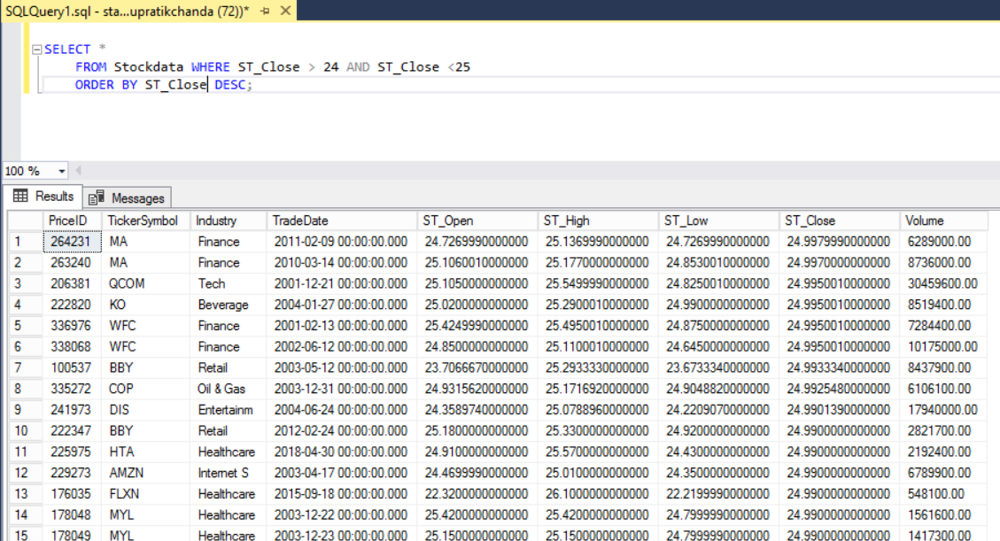 SQLQuery1.sql - sta...upratikchanda (72))*
SELECT *
FROM Stockdata WHERE ST_Close > 24 AND ST_Close <25
ORDER BY ST_Close DESC;
100 %
Results Messages
PriceID TickerSymbol Industry TradeDate ST_Open ST_High ST_Low ST_Close Volume
1 264231 MA Finance 2011-02-09 00:00:00.000 24.7269990000000 25.1369990000000 24.7269990000000 24.9979990000000 6289000.00
2 263240 MA Finance 2010-03-14 00:00:00.000 25.1060010000000 25.1770000000000 24.8530010000000 24.9970000000000 8736000.00
3 206381 QCOM Tech 2001-12-21 00:00:00.000 25.1050000000000 25.5499990000000 24.8250010000000 24.9950010000000 30459600.00
4 222820 KO Beverage 2004-01-27 00:00:00.000 25.0200000000000 25.2900010000000 24.9900000000000 24.9950010000000 8519400.00
5 336976 WFC Finance 2001-02-13 00:00:00.000 25.4249990000000 25.4950010000000 24.8750000000000 24.9950010000000 7284400.00
6 338068 WFC Finance 2002-06-12 00:00:00.000 24.8500000000000 25.1100010000000 24.6450000000000 24.9950010000000 10175000.00
7 100537 BBY Retail 2003-05-12 00:00:00.000 23.7066670000000 25.2933330000000 23.6733340000000 24.9933340000000 8437900.00
8 335272 COP Oil & Gas 2003-12-31 00:00:00.000 24.9315620000000 25.1716920000000 24.9048820000000 24.9925480000000 6106100.00
9 241973 DIS Entertainm 2004-06-24 00:00:00.000 24.3589740000000 25.0788960000000 24.2209070000000 24.9901390000000 17940000.00
10 222347 BBY Retail 2012-02-24 00:00:00.000 25.1800000000000 25.3300000000000 24.9200000000000 24.9900000000000 2821700.00
11 225975 HTA Healthcare 2018-04-30 00:00:00.000 24.9100000000000 25.5700000000000 24.4300000000000 24.9900000000000 2192400.00
12 229273 AMZN Internet S 2003-04-17 00:00:00.000 24.4699990000000 25.0100000000000 24.3500000000000 24.9900000000000 6789900.00
13 176035 FLXN Healthcare 2015-09-18 00:00:00.000 22.3200000000000 26.1000000000000 22.2199990000000 24.9900000000000 548100.00
14 178048 MYL Healthcare 2003-12-22 00:00:00.000 25.4200000000000 25.4200000000000 24.7999990000000 24.9900000000000 1561600.00
15 178049 MYL Healthcare 2003-12-23 00:00:00.000 25.1500000000000 25.1500000000000 24.7999990000000 24.9900000000000 1417300.00